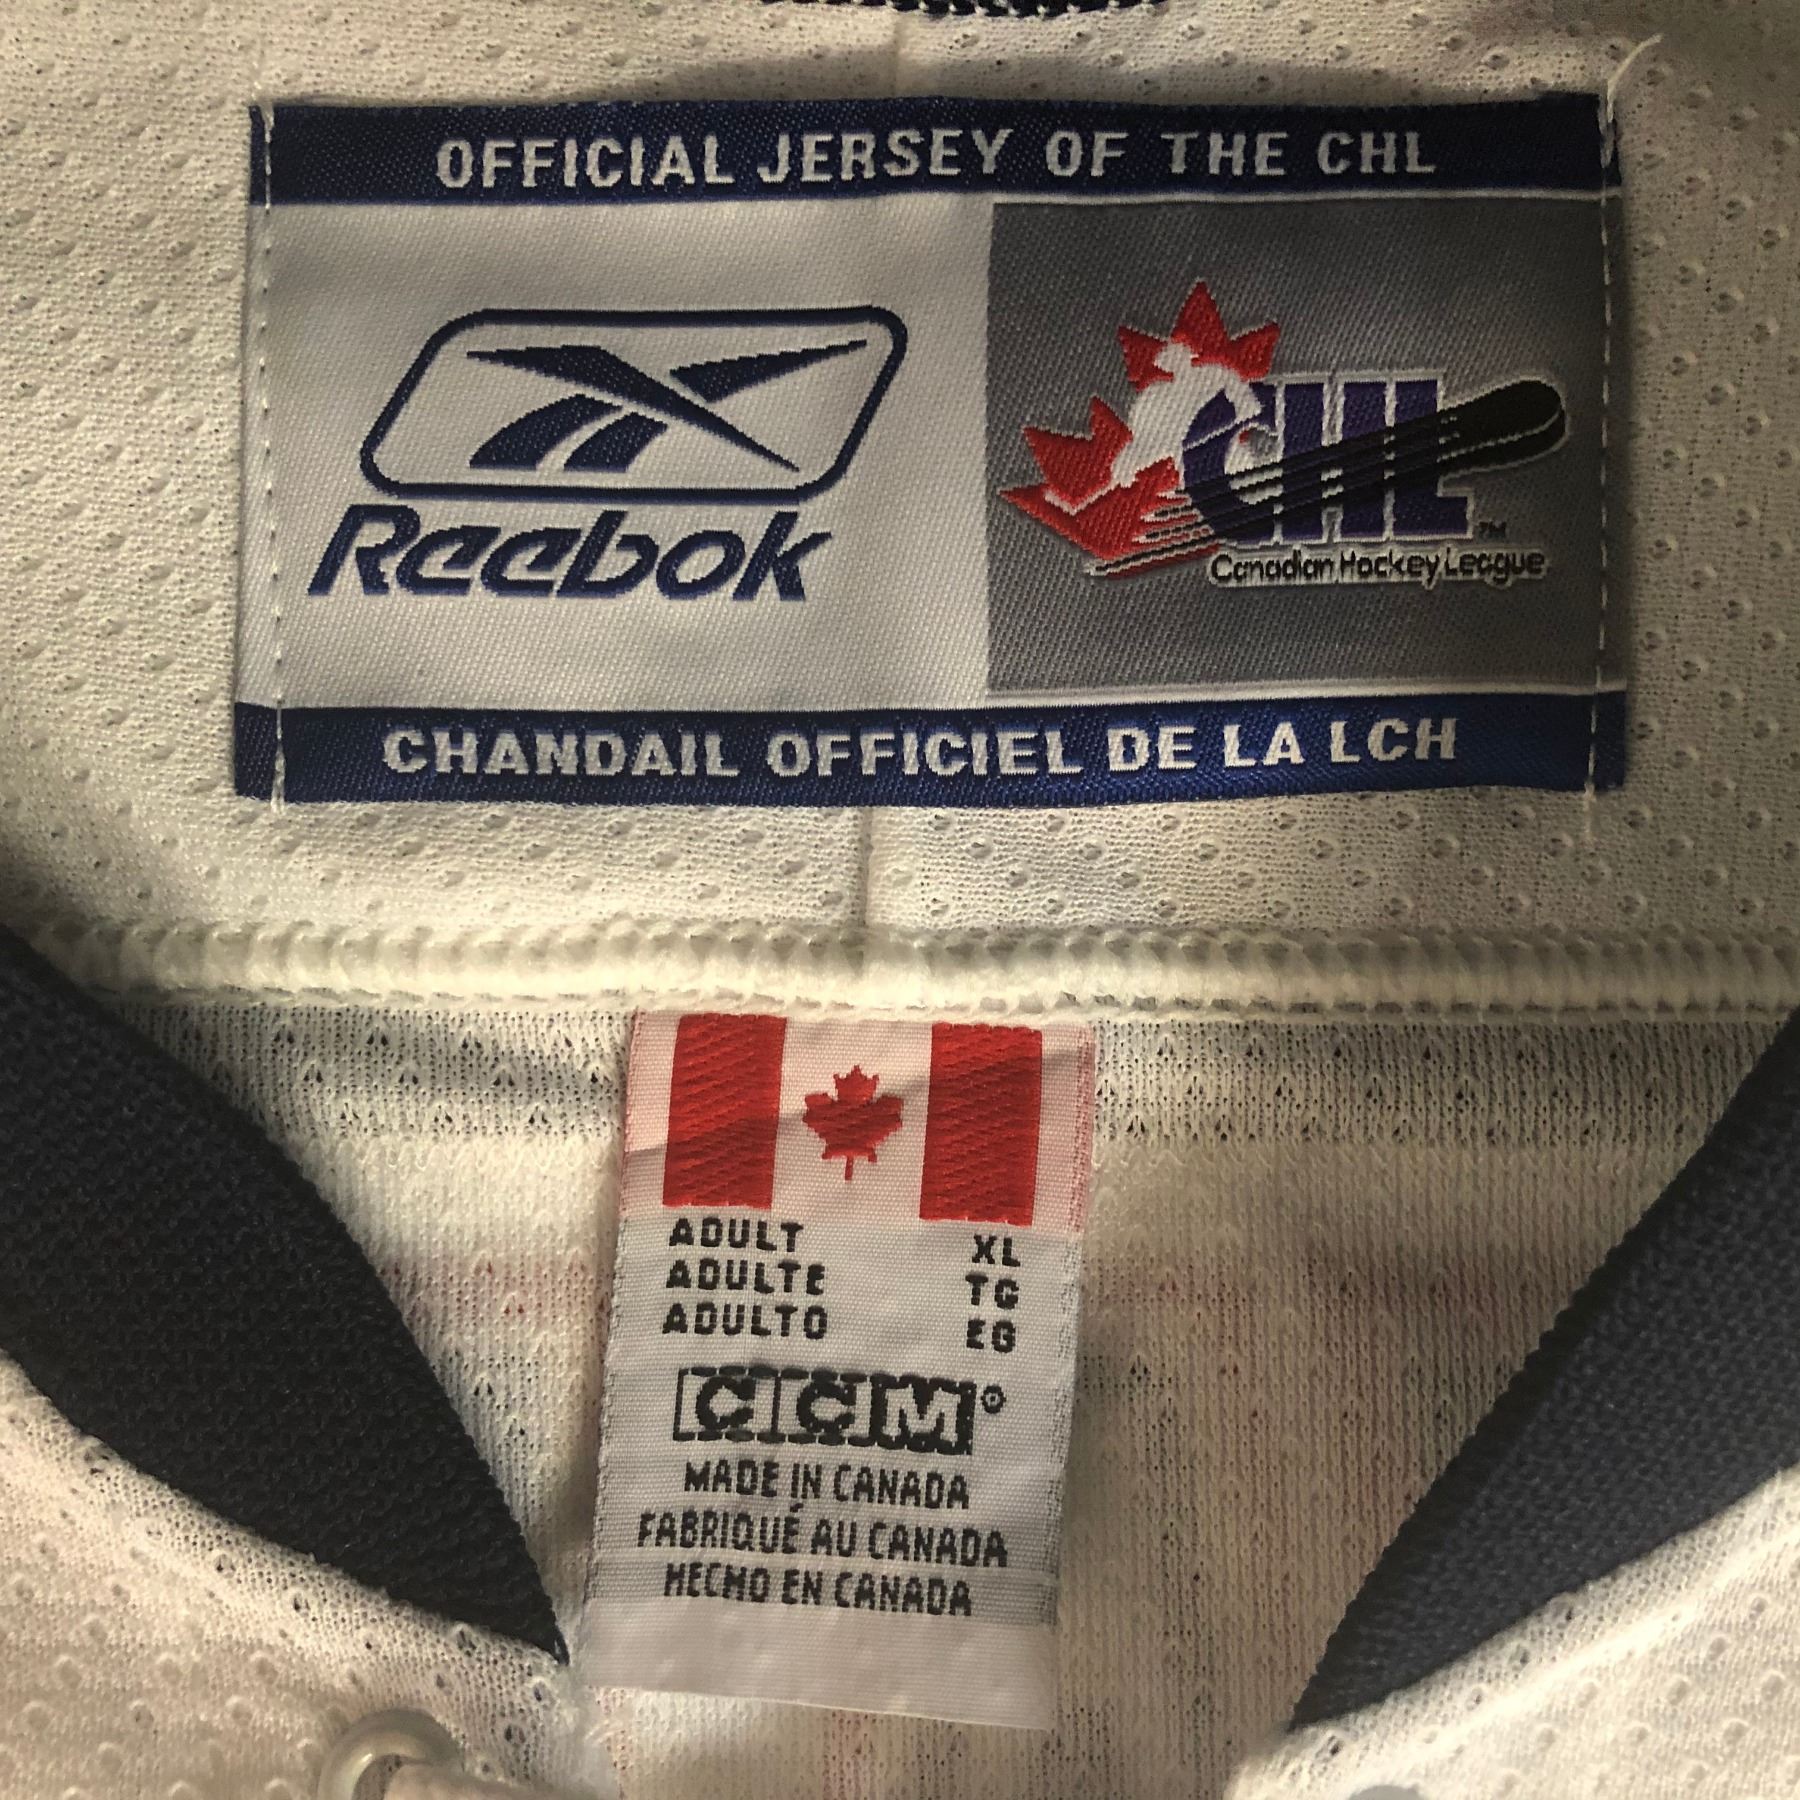 OFFICIAL JERSEY OF THE CHL
Reebok
CHL™
Canadian Hockey League
CHANDAIL OFFICIEL DE LA LCH
ADULT XL
ADULTE TG
ADULTO EG
CCM®
MADE IN CANADA
FABRIQUÉ AU CANADA
HECHO EN CANADA